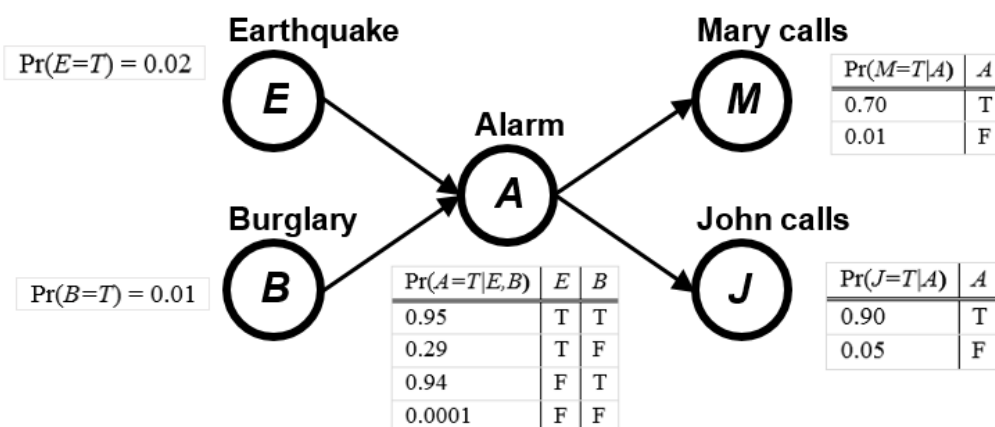 Earthquake
Pr(E=T) = 0.02
E
Burglary
Pr(B=T) = 0.01
B
Alarm
A
Pr(A=T|E,B) E B
0.95 T T
0.29 T F
0.94 F T
0.0001 F F
Mary calls
M
Pr(M=T|A) A
0.70 T
0.01 F
John calls
J
Pr(J=T|A) A
0.90 T
0.05 F